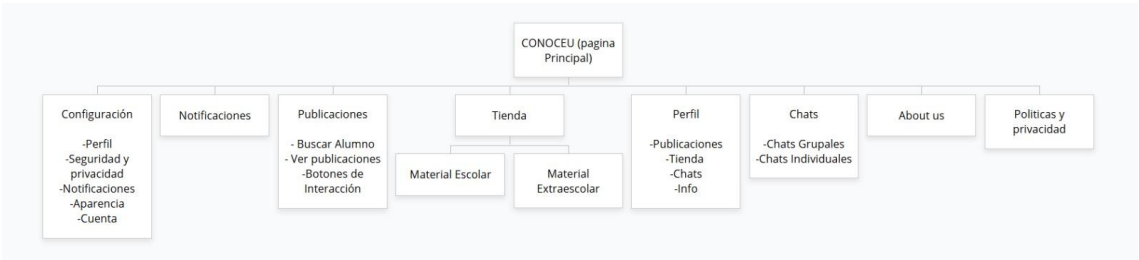 CONOCEU (pagina
Principal)
Configuración
-Perfil
-Seguridad y
privacidad
-Notificaciones
-Aparencia
-Cuenta
Notificaciones
Publicaciones
- Buscar Alumno
- Ver publicaciones
-Botones de
Interacción
Tienda
Material Escolar
Material
Extraescolar
Perfil
-Publicaciones
-Tienda
-Chats
-Info
Chats
-Chats Grupales
-Chats Individuales
About us
Politicas y
privacidad